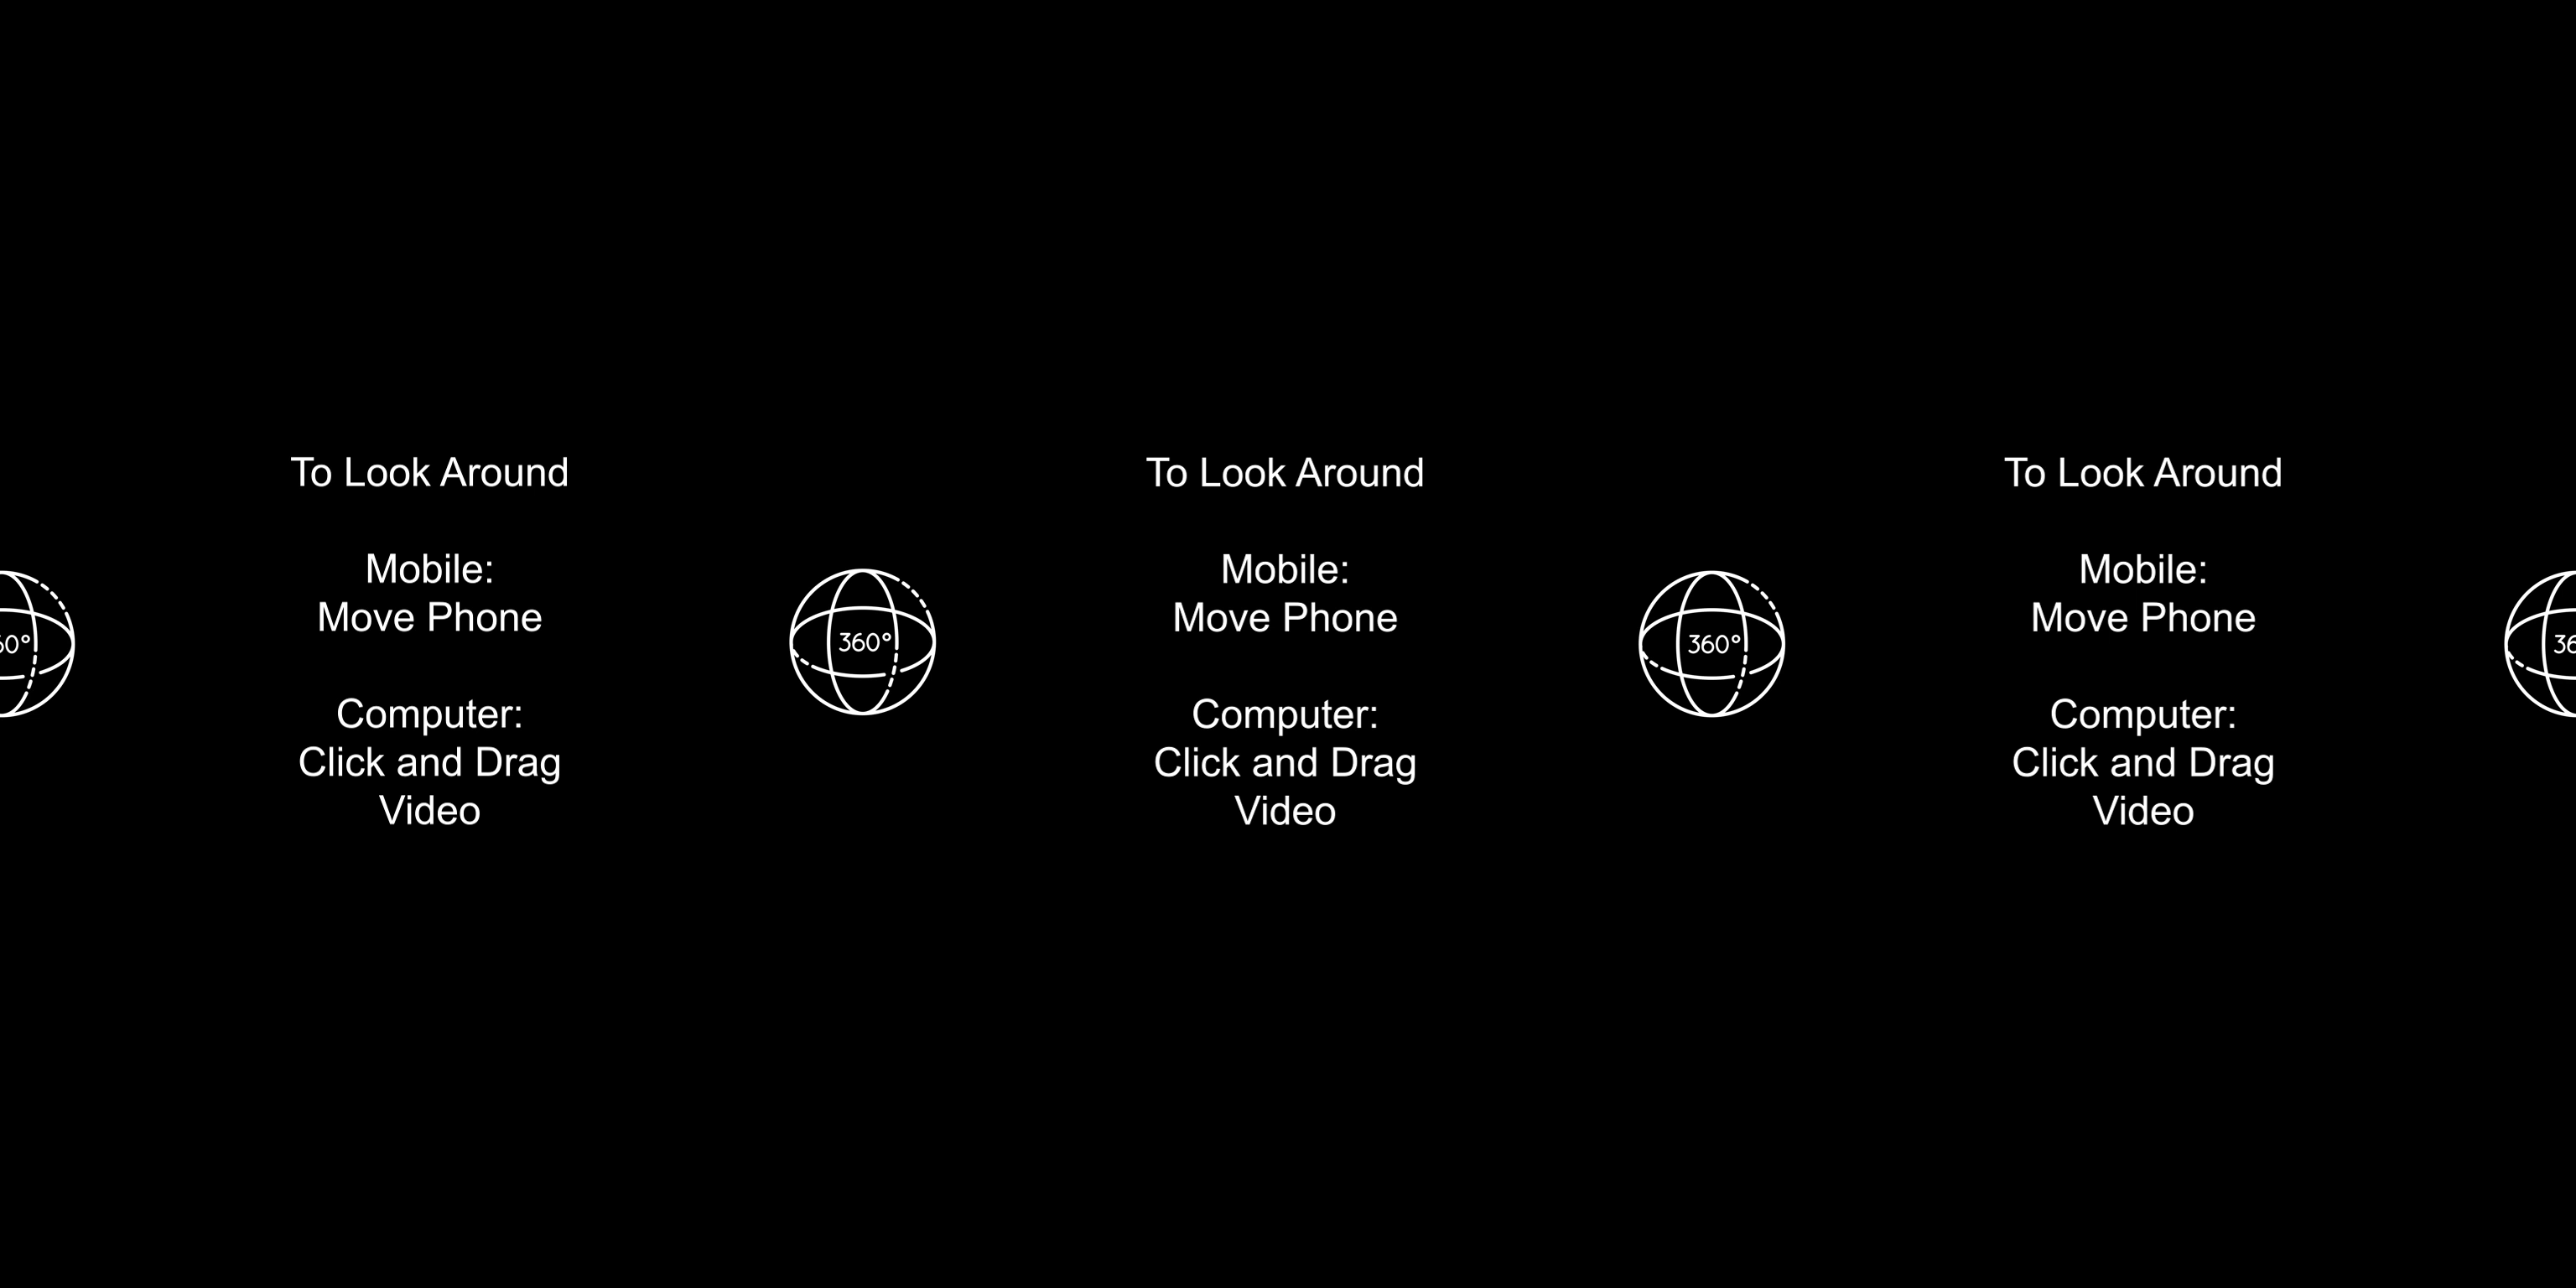 To Look Around
Mobile:
Move Phone
Computer:
Click and Drag
Video
360°
To Look Around
Mobile:
Move Phone
Computer:
Click and Drag
Video
360°
To Look Around
Mobile:
Move Phone
Computer:
Click and Drag
Video